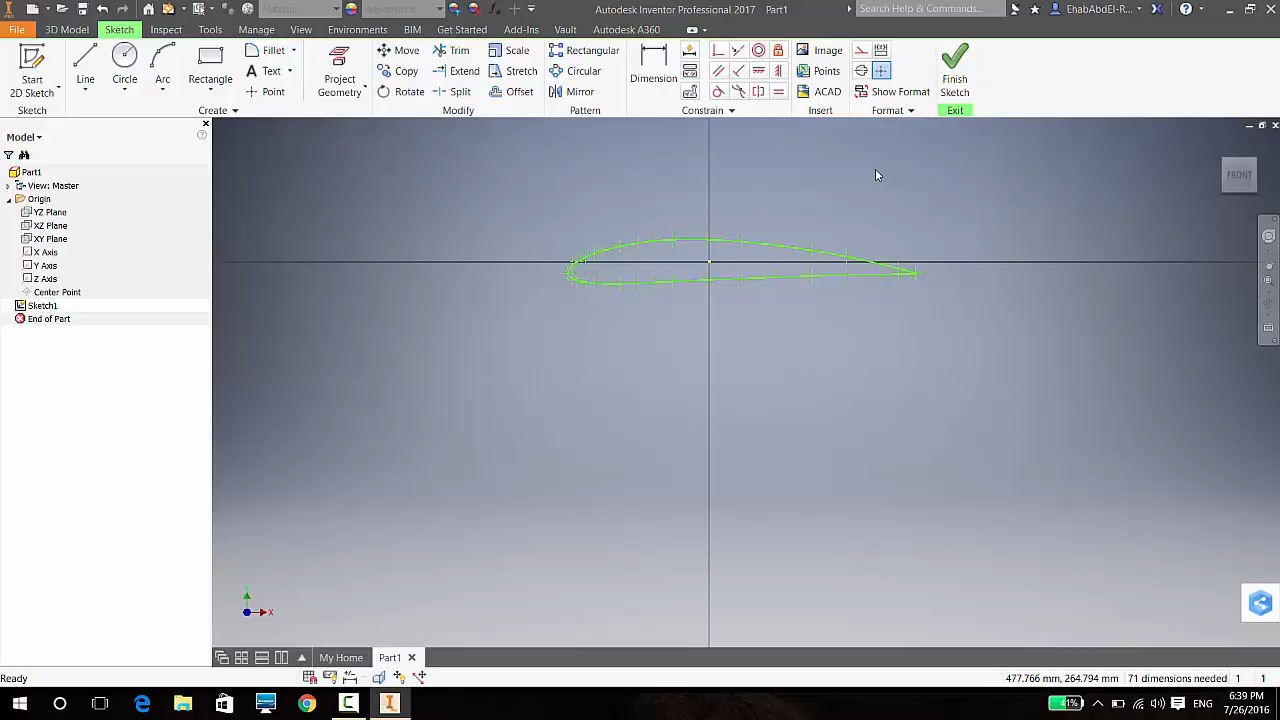 Material
Appearance
Autodesk Inventor Professional 2017 Part1
Search Help & Commands...
EhabAbdEl-R...
File
3D Model
Sketch
Inspect
Tools
Manage
View
Environments
BIM
Get Started
Add-Ins
Vault
Autodesk A360
Start
2D Sketch
Sketch
Line
Circle
Arc
Rectangle
Fillet
Text
Point
Create
Project
Geometry
Move
Copy
Rotate
Trim
Extend
Split
Scale
Stretch
Offset
Modify
Rectangular
Circular
Mirror
Pattern
Dimension
Constrain
Image
Points
ACAD
Insert
Show Format
Format
Finish
Sketch
Exit
Model
Part1
View: Master
Origin
YZ Plane
XZ Plane
XY Plane
X Axis
Y Axis
Z Axis
Center Point
Sketch1
End of Part
FRONT
X
My Home
Part1
Ready
477.766 mm, 264.794 mm
71 dimensions needed
1
1
41%
6:39 PM
7/26/2016